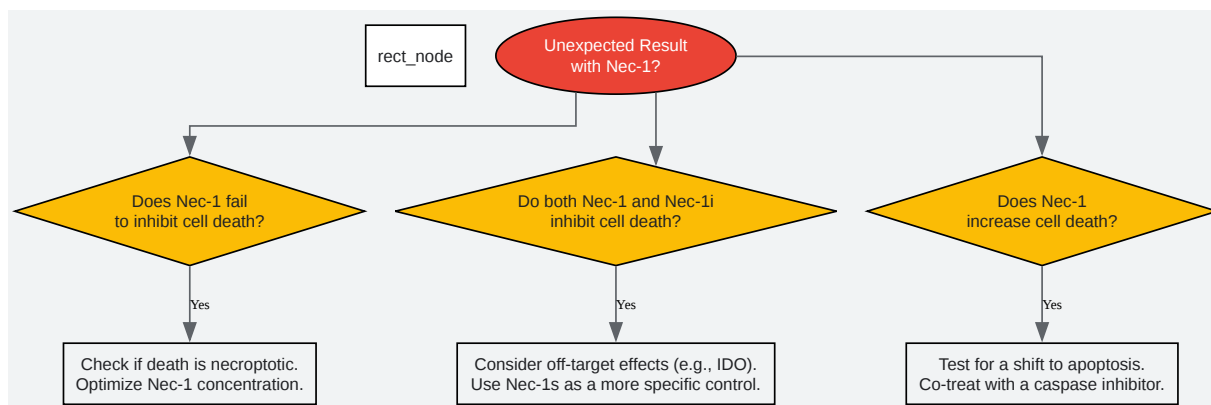 rect_node
Unexpected Result
with Nec-1?
Does Nec-1 fail
to inhibit cell death?
Do both Nec-1 and Nec-1i
inhibit cell death?
Does Nec-1
increase cell death?
Yes
Yes
Yes
Check if death is necroptotic.
Optimize Nec-1 concentration.
Consider off-target effects (e.g., IDO).
Use Nec-1s as a more specific control.
Test for a shift to apoptosis.
Co-treat with a caspase inhibitor.